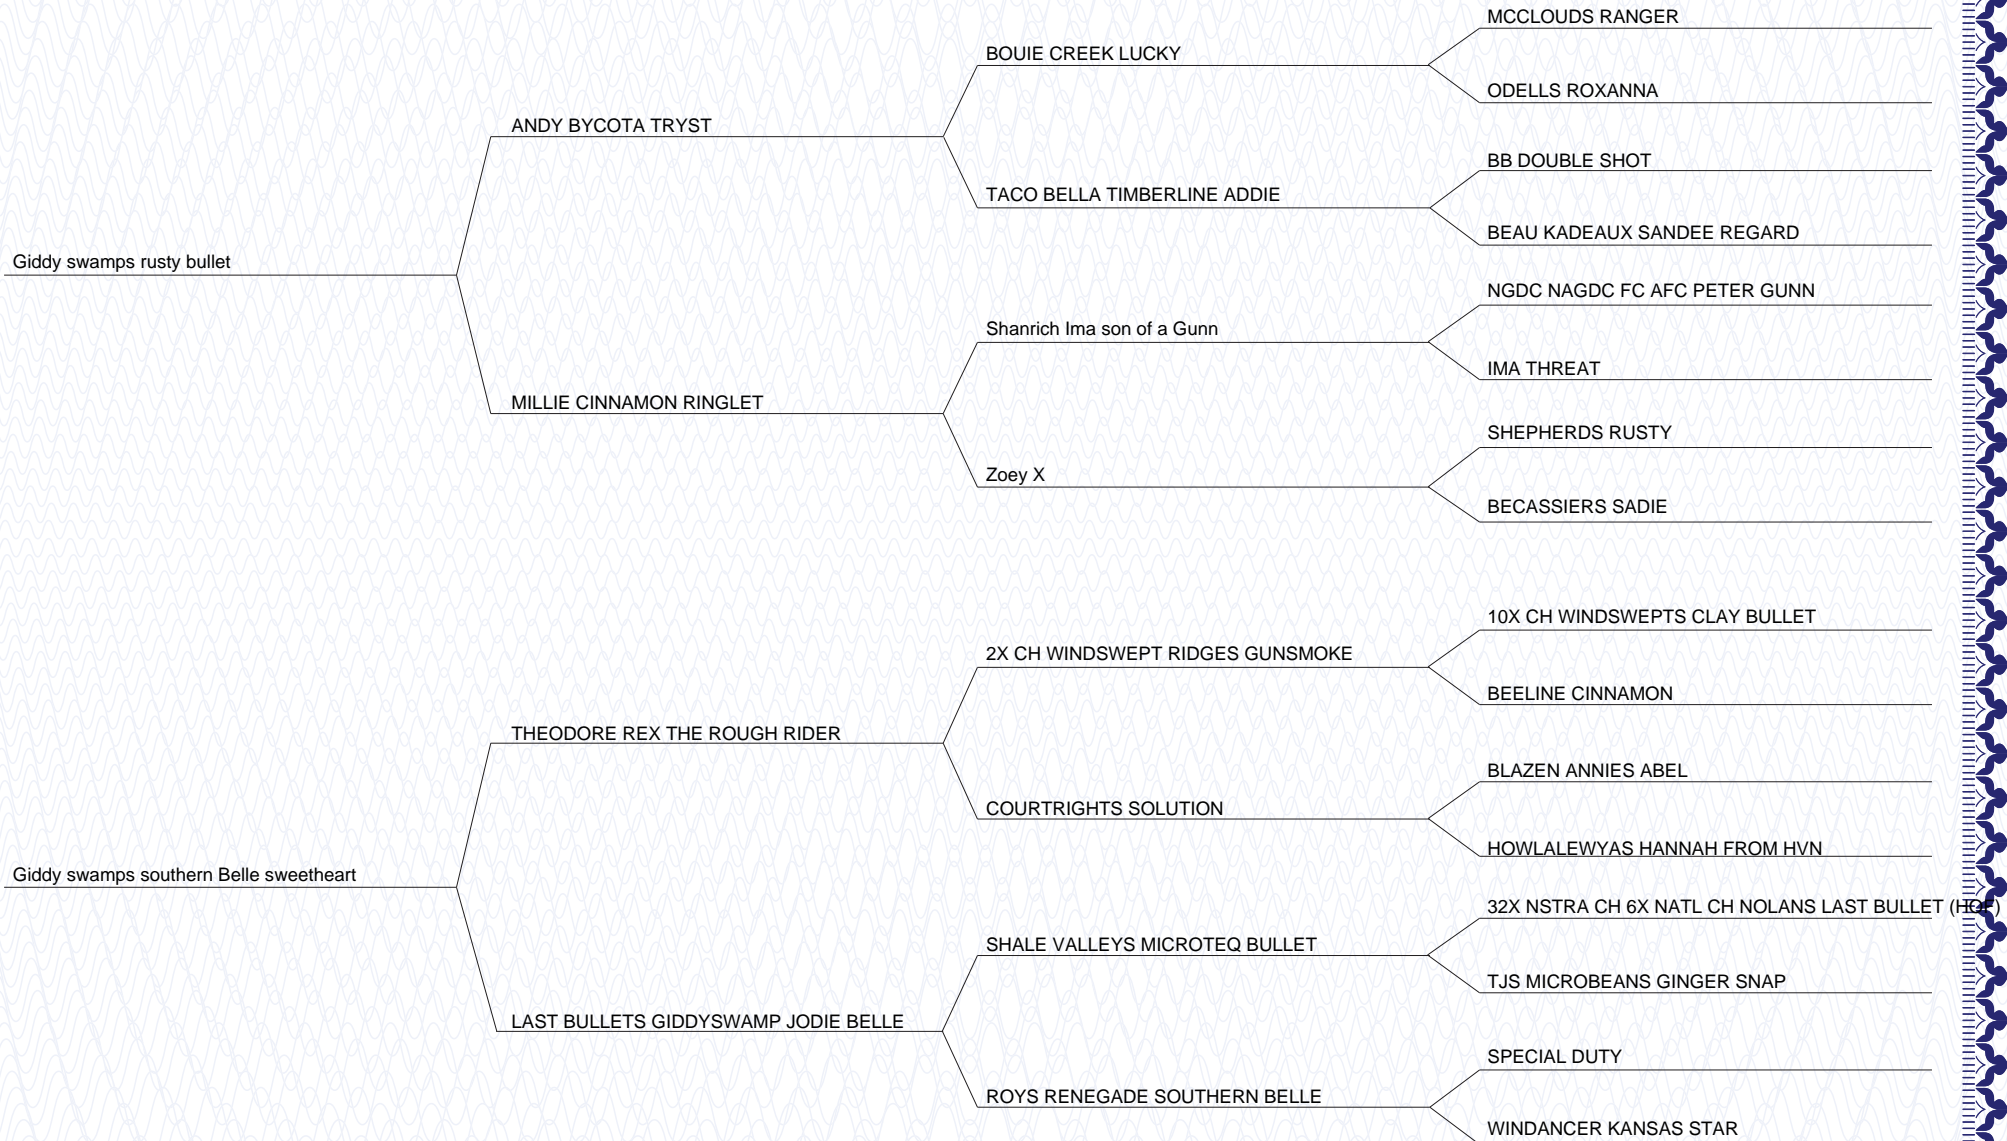 MCCLOUDS RANGER
BOUIE CREEK LUCKY
ODELLS ROXANNA
ANDY BYCOTA TRYST
BB DOUBLE SHOT
TACO BELLA TIMBERLINE ADDIE
BEAU KADEAUX SANDEE REGARD
Giddy swamps rusty bullet
NGDC NAGDC FC AFC PETER GUNN
Shanrich Ima son of a Gunn
IMA THREAT
MILLIE CINNAMON RINGLET
SHEPHERDS RUSTY
Zoey X
BECASSIERS SADIE
10X CH WINDSWEPTS CLAY BULLET
2X CH WINDSWEPT RIDGES GUNSMOKE
BEELINE CINNAMON
THEODORE REX THE ROUGH RIDER
BLAZEN ANNIES ABEL
COURTRIGHTS SOLUTION
HOWLALEWYAS HANNAH FROM HVN
Giddy swamps southern Belle sweetheart
32X NSTRA CH 6X NATL CH NOLANS LAST BULLET (HOF)
SHALE VALLEYS MICROTEQ BULLET
TJS MICROBEANS GINGER SNAP
LAST BULLETS GIDDYSWAMP JODIE BELLE
SPECIAL DUTY
ROYS RENEGADE SOUTHERN BELLE
WINDANCER KANSAS STAR